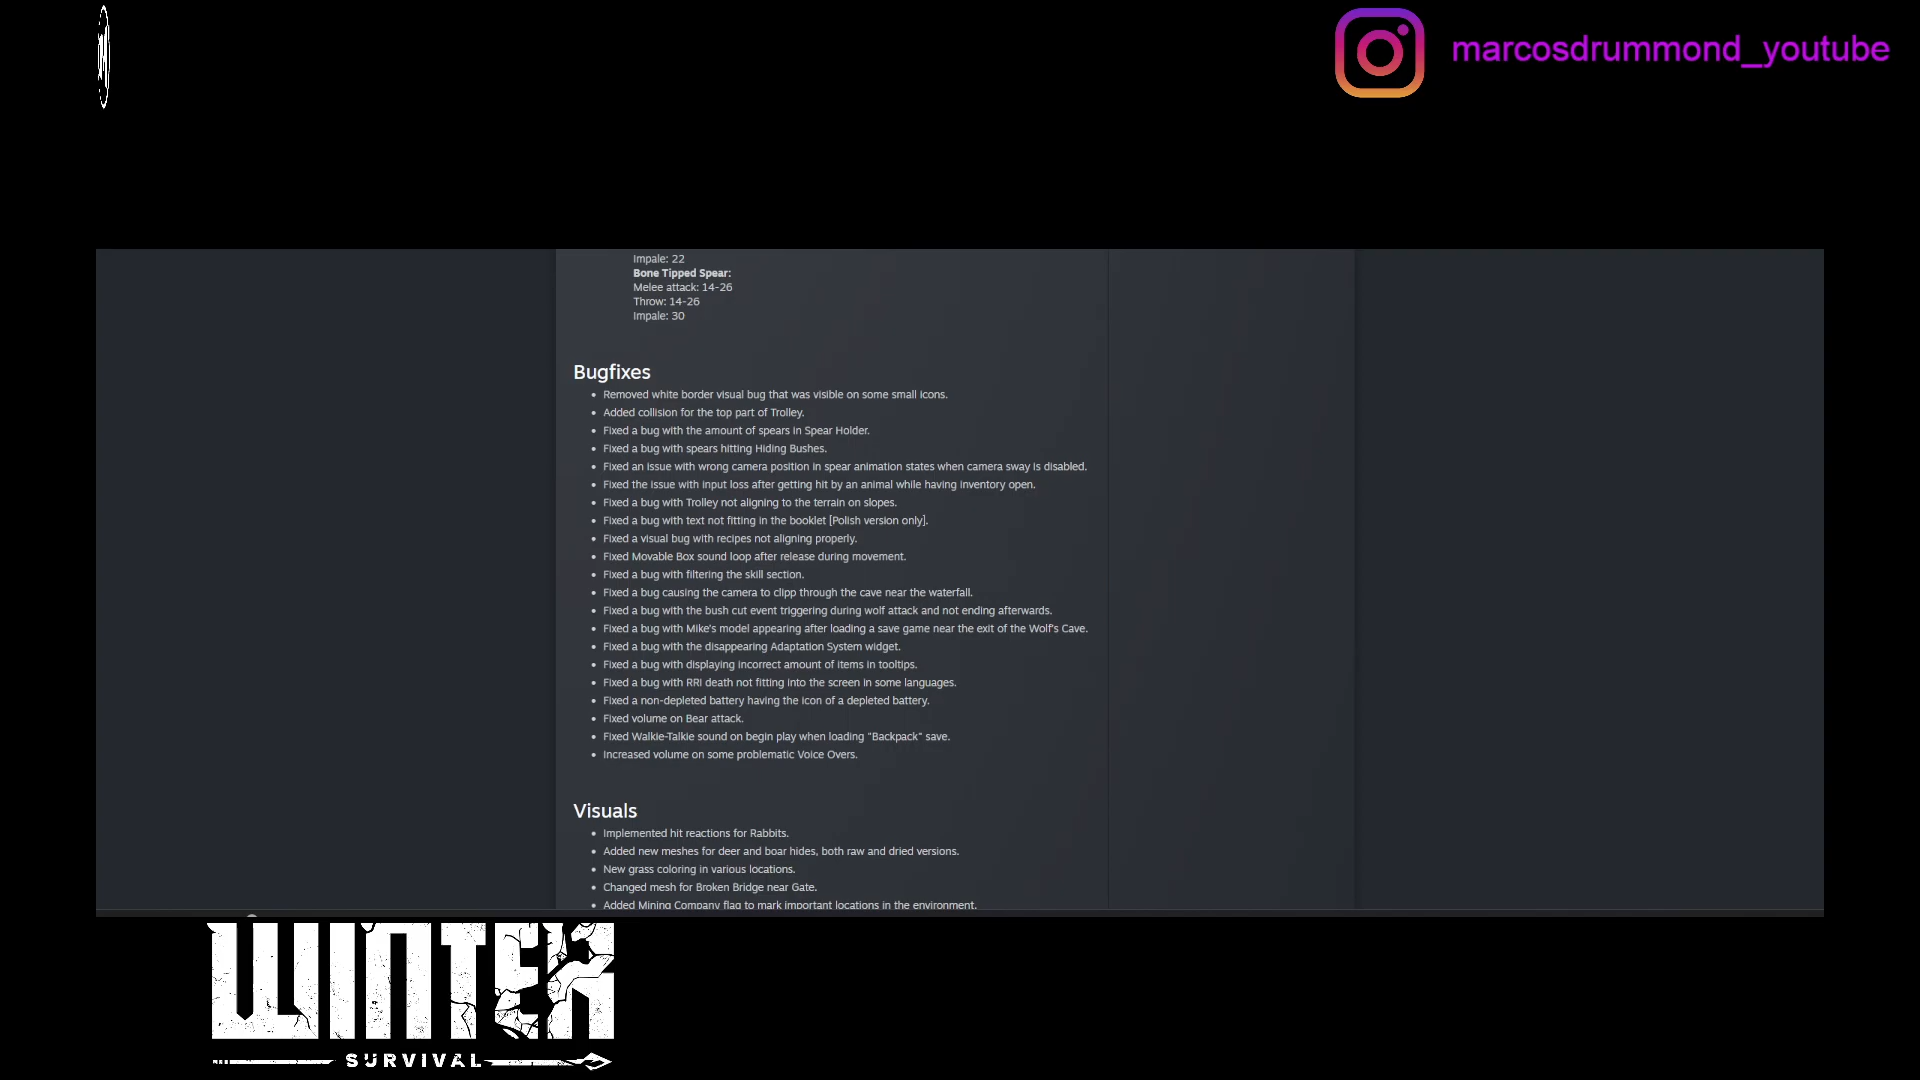 marcosdrummond_youtube
Impale: 22
Bone Tipped Spear:
Melee attack: 14-26
Throw: 14-26
Impale: 30
Bugfixes
Removed white border visual bug that was visible on some small icons.
Added collision for the top part of Trolley.
Fixed a bug with the amount of spears in Spear Holder.
Fixed a bug with spears hitting Hiding Bushes.
Fixed an issue with wrong camera position in spear animation states when camera sway is disabled.
Fixed the issue with input loss after getting hit by an animal while having inventory open.
Fixed a bug with Trolley not aligning to the terrain on slopes.
Fixed a bug with text not fitting in the booklet [Polish version only].
Fixed a visual bug with recipes not aligning properly.
Fixed Movable Box sound loop after release during movement.
Fixed a bug with filtering the skill section.
Fixed a bug causing the camera to clipp through the cave near the waterfall.
Fixed a bug with the bush cut event triggering during wolf attack and not ending afterwards.
Fixed a bug with Mike's model appearing after loading a save game near the exit of the Wolf's Cave.
Fixed a bug with the disappearing Adaptation System widget.
Fixed a bug with displaying incorrect amount of items in tooltips.
Fixed a bug with RRI death not fitting into the screen in some languages.
Fixed a non-depleted battery having the icon of a depleted battery.
Fixed volume on Bear attack.
Fixed Walkie-Talkie sound on begin play when loading "Backpack" save.
Increased volume on some problematic Voice Overs.
Visuals
Implemented hit reactions for Rabbits.
Added new meshes for deer and boar hides, both raw and dried versions.
New grass coloring in various locations.
Changed mesh for Broken Bridge near Gate.
Added Mining Company flag to mark important locations in the environment.
WINTER
SURVIVAL